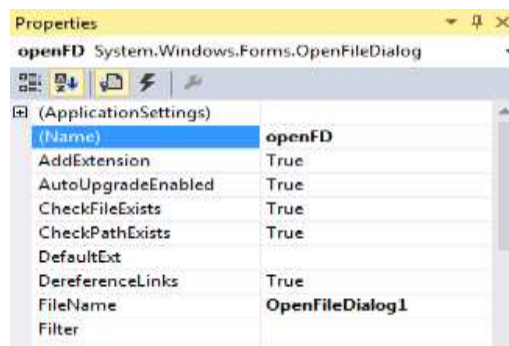 Properties
openFD System.Windows.Forms.OpenFileDialog
(ApplicationSettings)
(Name) openFD
AddExtension True
AutoUpgradeEnabled True
CheckFileExists True
CheckPathExists True
DefaultExt
DereferenceLinks True
FileName OpenFileDialog1
Filter